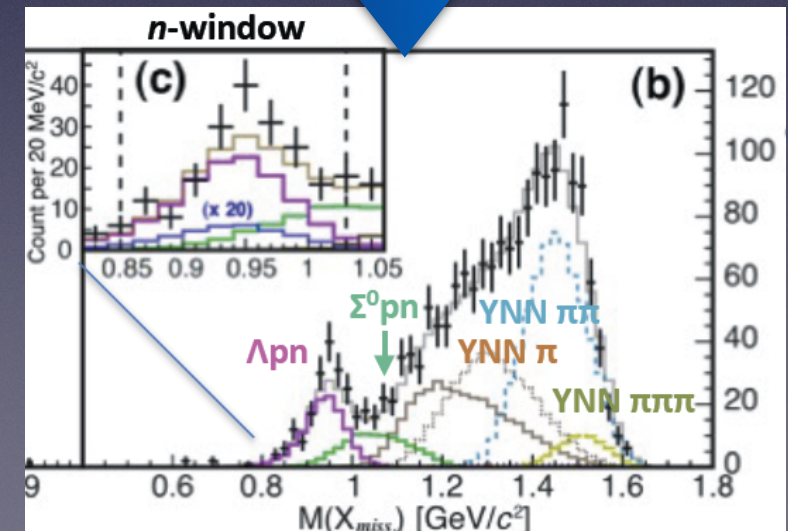 n-window
(c)
(b)
Count per 20 MeV/c²
40
30
20
10
0
(x 20)
0.85 0.9 0.95 1 1.05
120
100
80
60
40
20
0
Σ⁰pn
YNN ππ
Λpn
YNN π
YNN πππ
9 0.6 0.8 1 1.2 1.4 1.6 1.8
M(X_miss.) [GeV/c²]